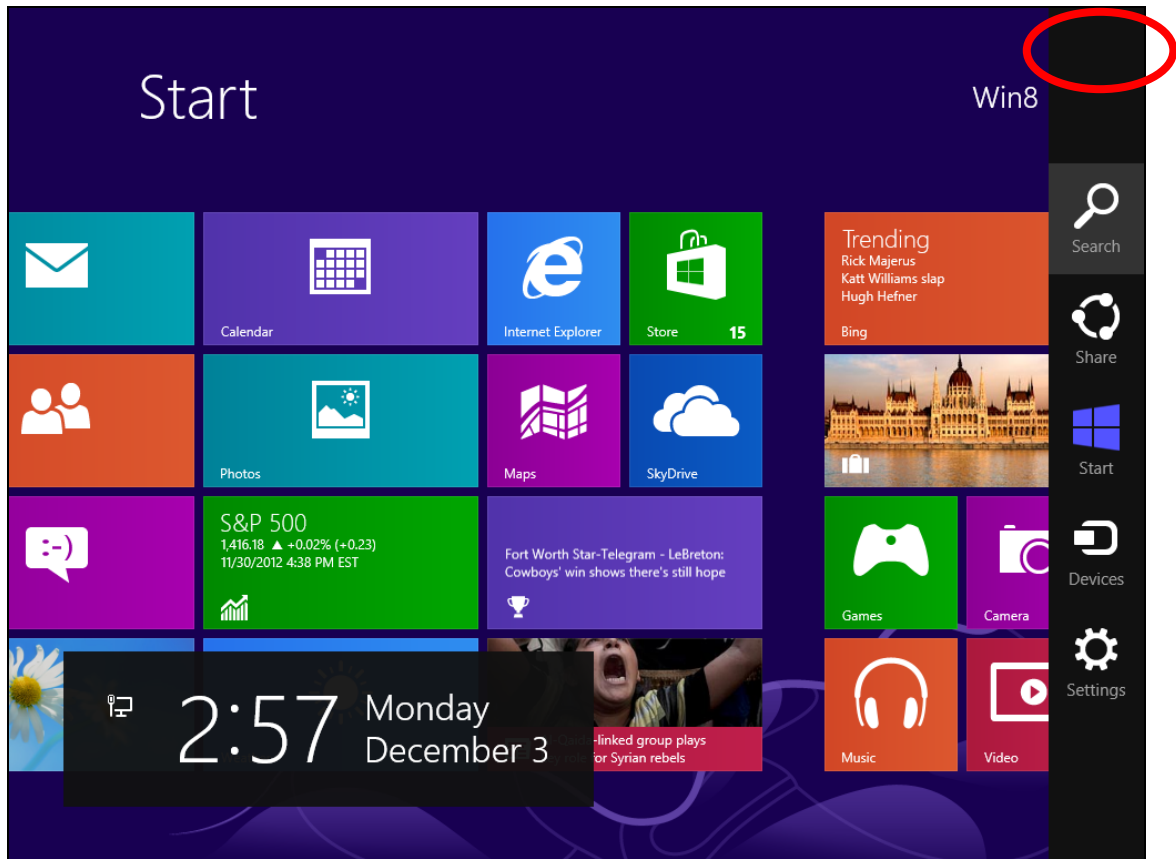 Start
Win8
Search
Calendar
Internet Explorer
Store
15
Trending
Rick Majerus
Katt Williams slap
Hugh Hefner
Bing
Share
Photos
Maps
SkyDrive
Start
S&P 500
1,416.18 ▲ +0.02% (+0.23)
11/30/2012 4:38 PM EST
Fort Worth Star-Telegram - LeBreton:
Cowboys' win shows there's still hope
Games
Camera
Devices
:-)
2:57
Monday
December 3
-linked group plays
for Syrian rebels
Music
Video
Settings